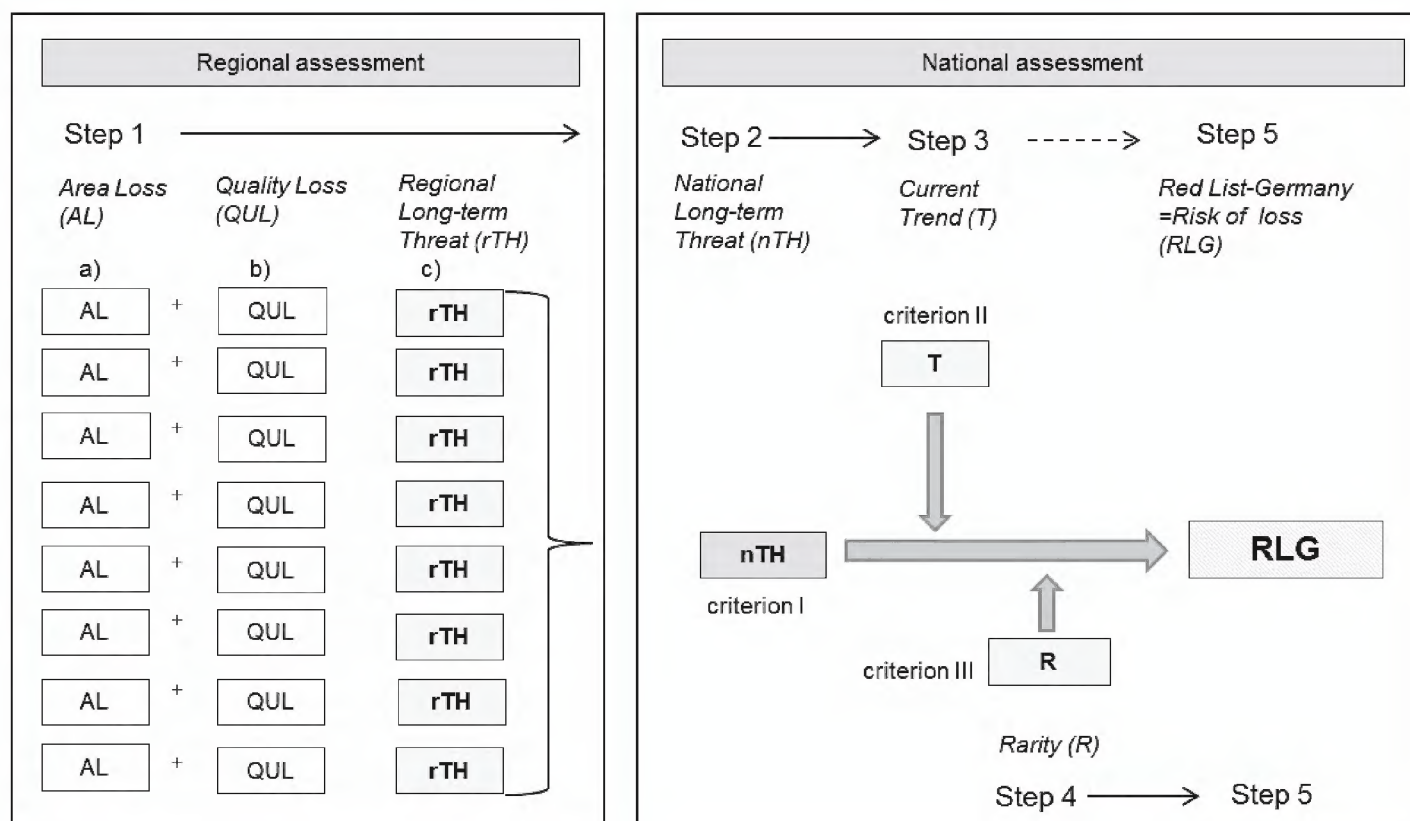 Regional assessment
Step 1
Area Loss
(AL)
Quality Loss
(QUL)
Regional
Long-term
Threat (rTH)
a)
b)
c)
AL + QUL rTH
AL + QUL rTH
AL + QUL rTH
AL + QUL rTH
AL + QUL rTH
AL + QUL rTH
AL + QUL rTH
AL + QUL rTH
National assessment
Step 2
Step 3
Step 5
National
Long-term
Threat (nTH)
Current
Trend (T)
Red List-Germany
=Risk of loss
(RLG)
criterion II
T
nTH
RLG
criterion I
criterion III
R
Rarity (R)
Step 4
Step 5